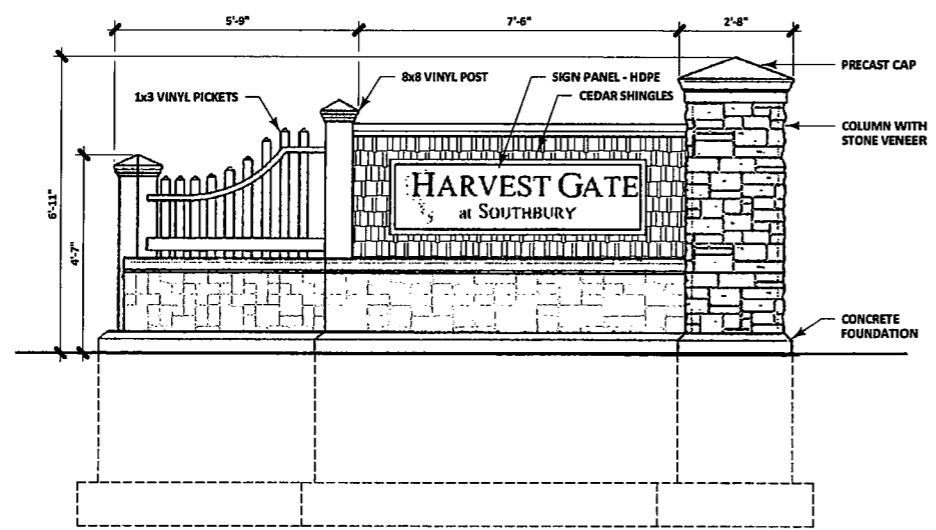 5'-9"
7'-6"
2'-8"
8x8 VINYL POST
SIGN PANEL - HDPE
CEDAR SHINGLES
PRECAST CAP
1x3 VINYL PICKETS
COLUMN WITH
STONE VENEER
6'-11"
4'-7"
HARVEST GATE
at SOUTHBURY
CONCRETE
FOUNDATION